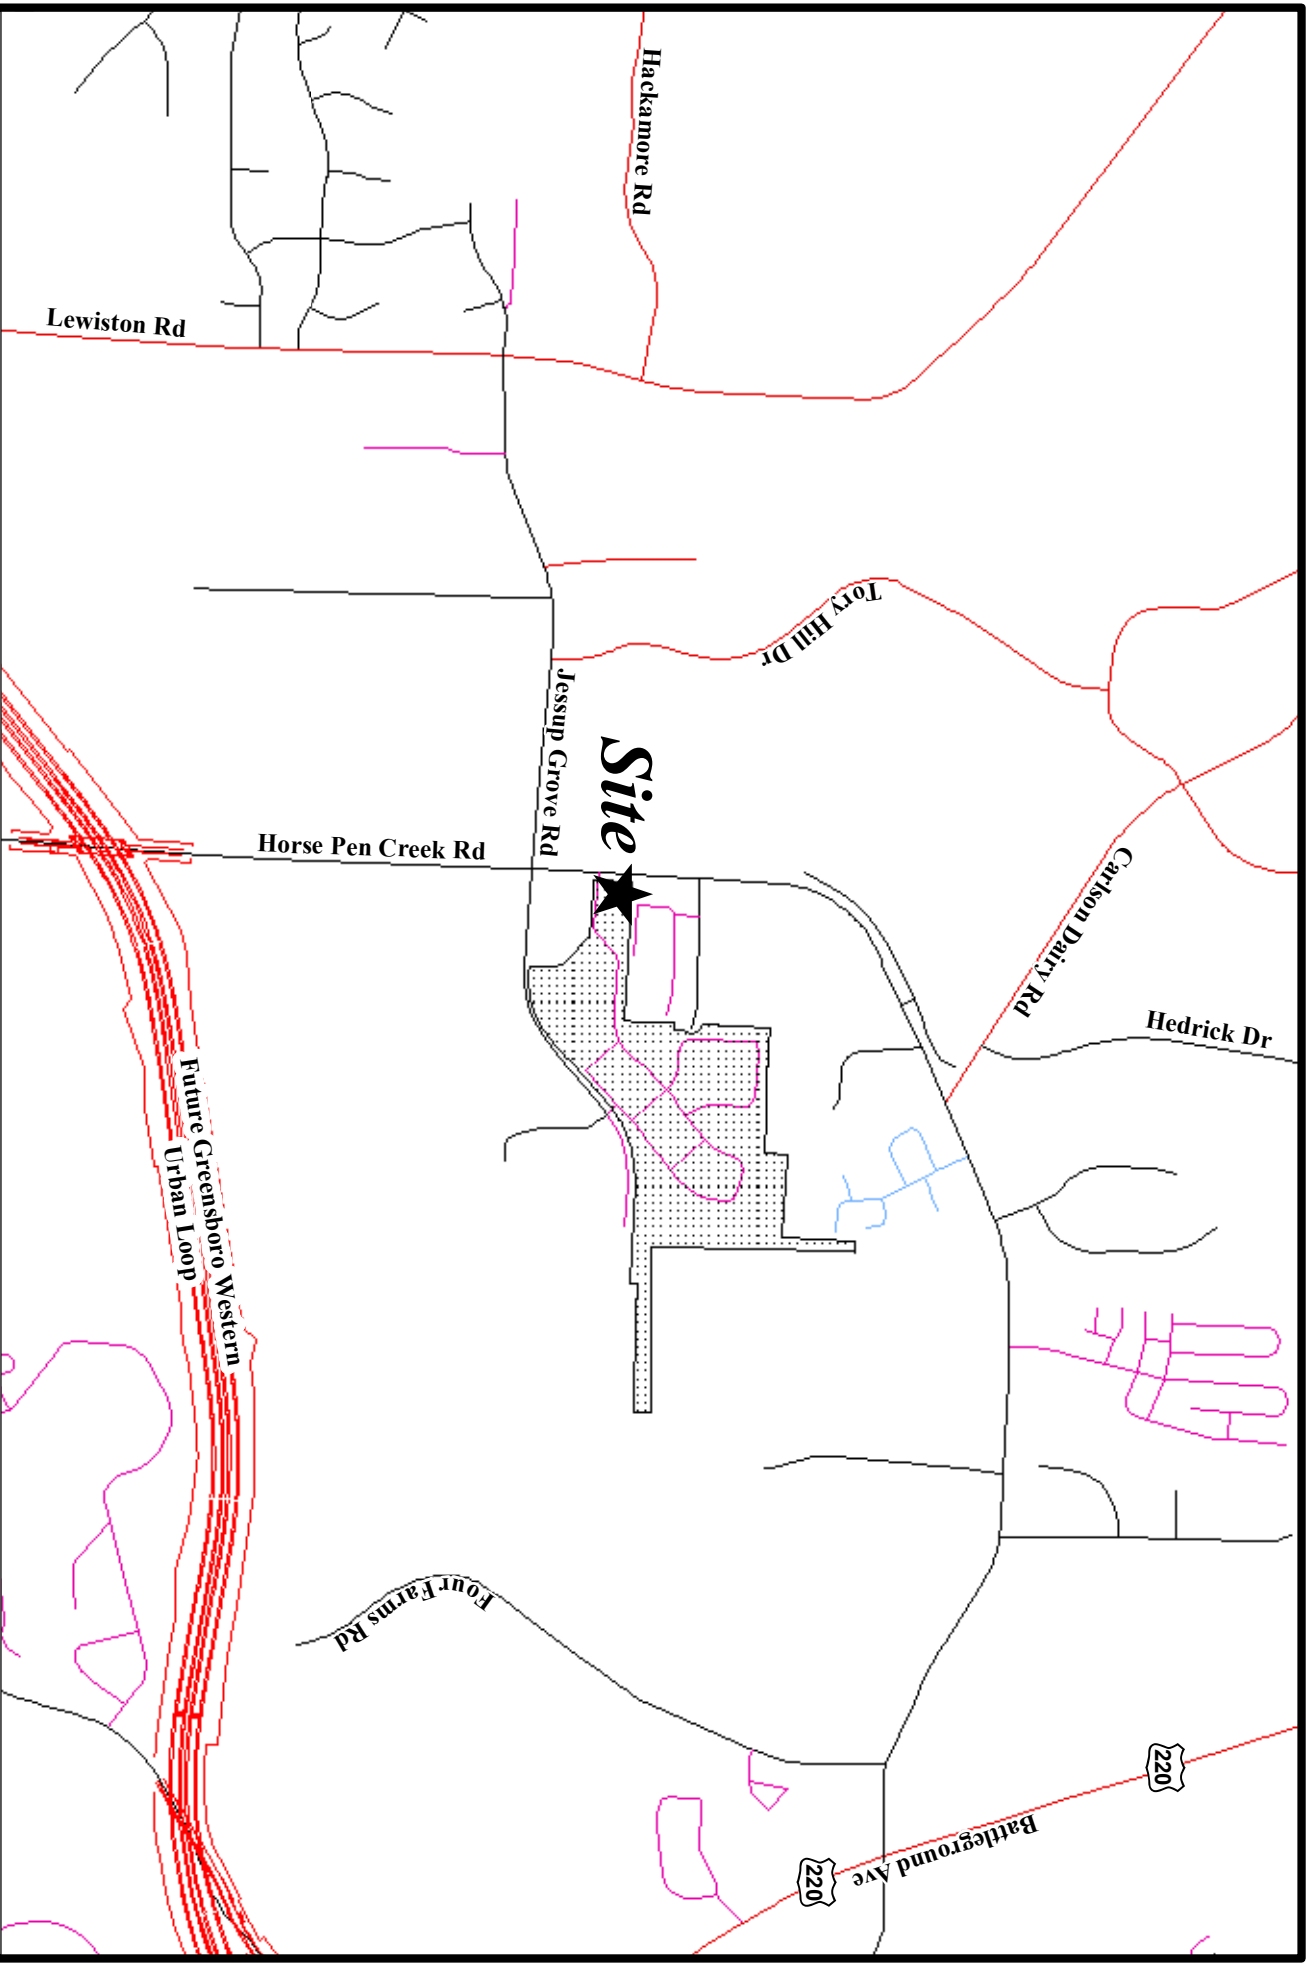 Hackamore Rd
Lewiston Rd
Tory Hill Dr
Jessup Grove Rd
Site
Horse Pen Creek Rd
Carlson Dairy Rd
Hedrick Dr
Future Greensboro Western
Urban Loop
Four Farms Rd
220
Battleground Ave
220